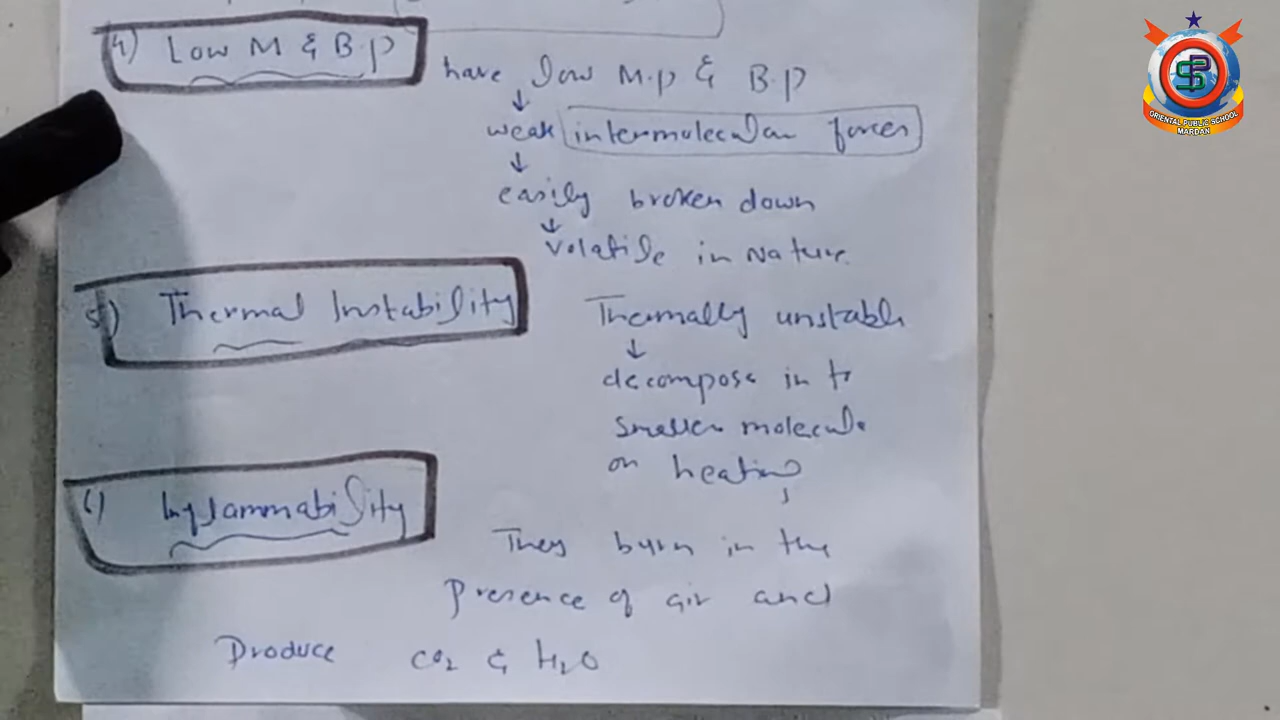 4) Low M & B.p
have low M.p & B.p
↓
weak intermolecular forces
↓
easily broken down
↓
volatile in Nature.
5) Thermal Instability
Thermally unstable
↓
decompose in to
smaller molecule
on heating
6) Inflammability
They burn in the
presence of air and
Produce CO2 & H2O
ORIENTAL PUBLIC SCHOOL
MARDAN